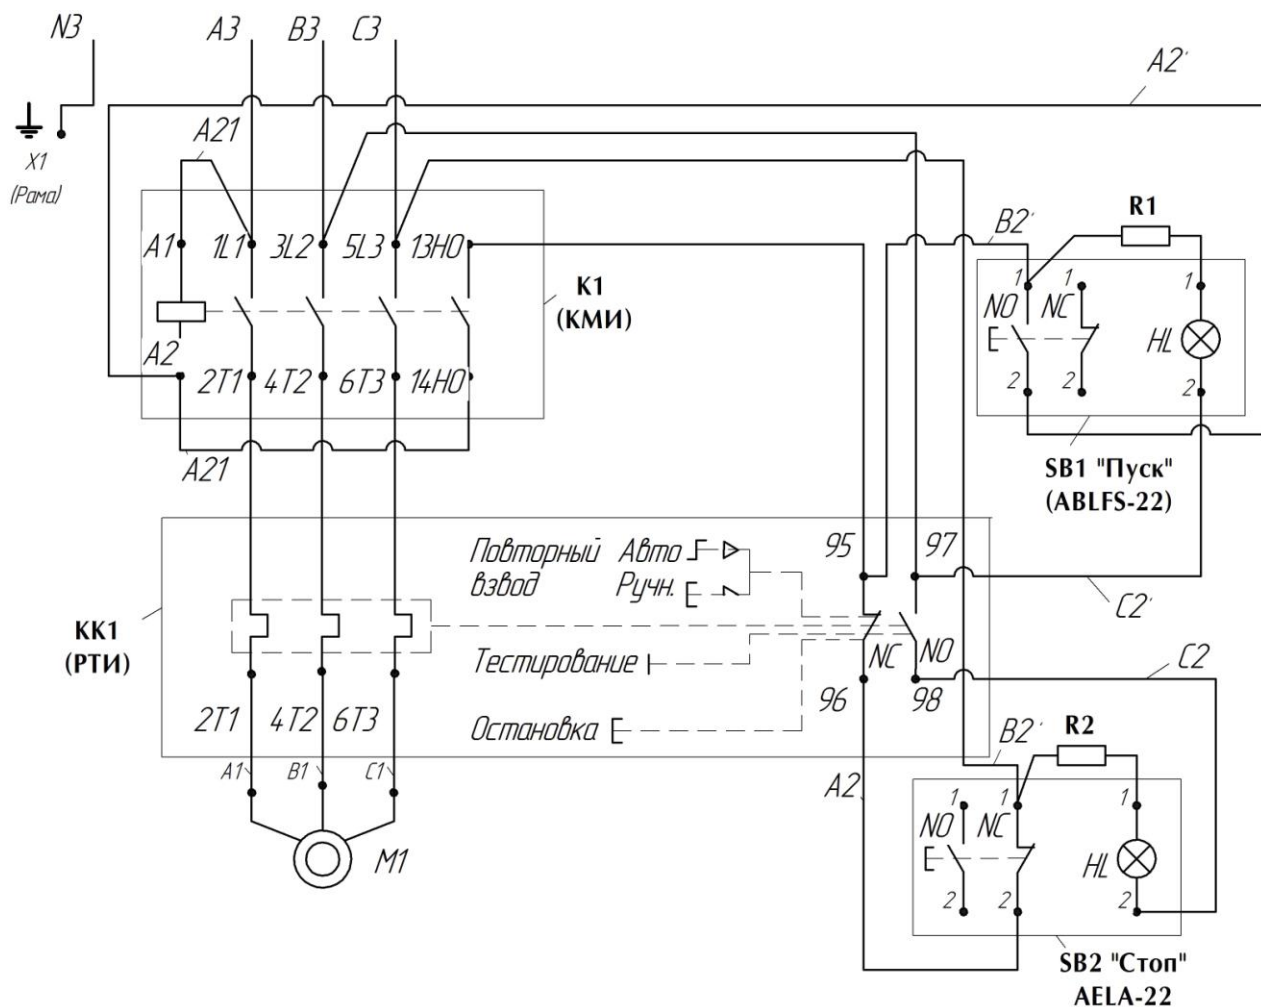 N3
A3
B3
C3
A2'
X1
(Рама)
A21
R1
B2'
A1
1L1
3L2
5L3
13НО
К1
(КМИ)
1
1
1
NO
NC
HL
A2
2T1
4T2
6T3
14НО
2
2
2
A21
SB1 "Пуск"
(ABLFS-22)
Повторный
взвод
Авто
Ручн.
95
97
C2'
КК1
(РТИ)
Тестирование
NC
NO
96
98
C2
Остановка
2T1
4T2
6T3
A1
B1
C1
A2
B2'
R2
1
1
1
NO
NC
HL
2
2
2
M1
SB2 "Стоп"
AELA-22